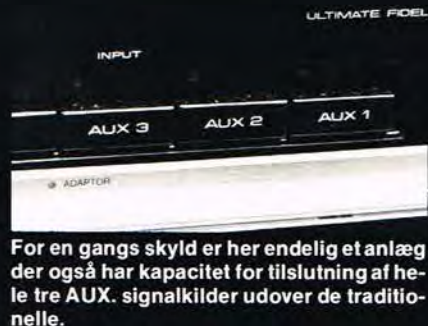 ULTIMATE FIDEL
INPUT
AUX 3 AUX 2 AUX 1
ADAPTOR
For en gangs skyld er her endelig et anlæg
der også har kapacitet for tilslutning af he-
le tre AUX. signalkilder udover de traditio-
nelle.